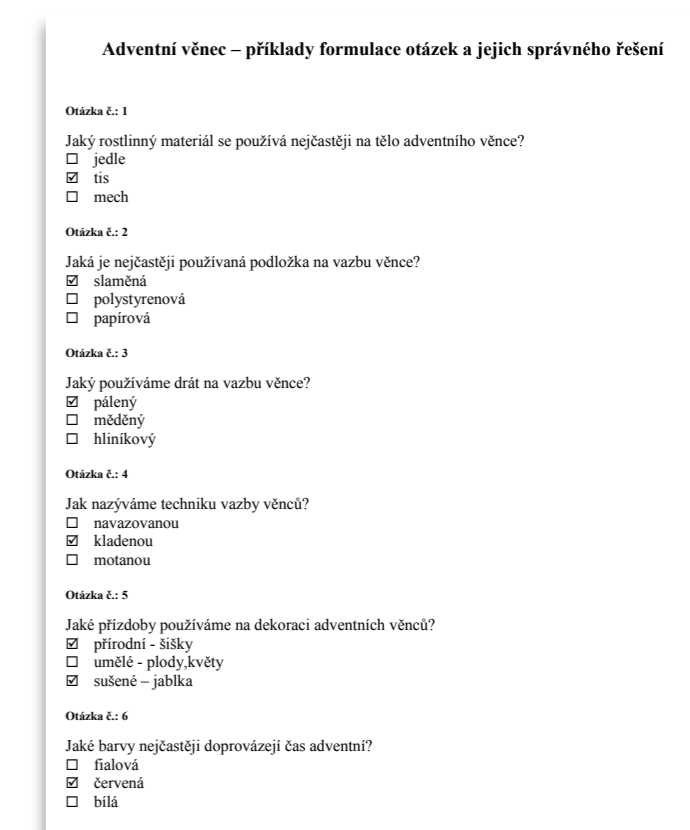 Adventní věnec – příklady formulace otázek a jejich správného řešení
Otázka č.: 1
Jaký rostlinný materiál se používá nejčastěji na tělo adventního věnce?
☐ jedle
☑ tis
☐ mech
Otázka č.: 2
Jaká je nejčastěji používaná podložka na vazbu věnce?
☑ slaměná
☐ polystyrenová
☐ papírová
Otázka č.: 3
Jaký používáme drát na vazbu věnce?
☑ pálený
☐ měděný
☐ hliníkový
Otázka č.: 4
Jak nazýváme techniku vazby věnců?
☐ navazovanou
☑ kladenou
☐ motanou
Otázka č.: 5
Jaké přízdoby používáme na dekoraci adventních věnců?
☑ přírodní - šišky
☐ umělé - plody,květy
☑ sušené – jablka
Otázka č.: 6
Jaké barvy nejčastěji doprovázejí čas adventní?
☐ fialová
☑ červená
☐ bílá